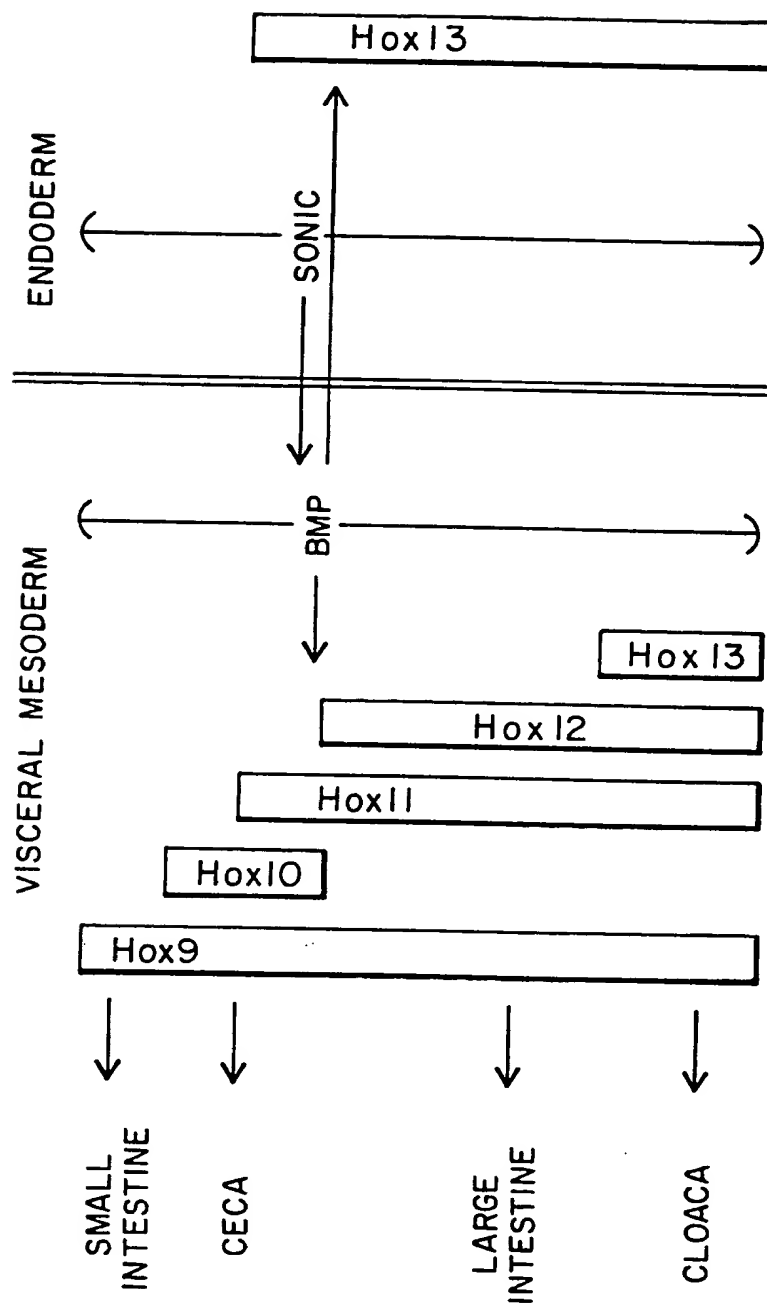 ENDODERM
Hox13
SONIC
VISCERAL MESODERM
BMP
Hox13
Hox12
Hox11
Hox10
Hox9
SMALL
INTESTINE
CECA
LARGE
INTESTINE
CLOACA